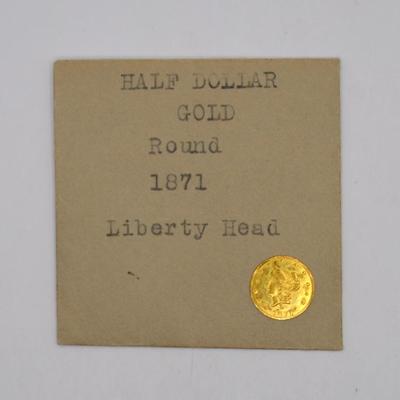 HALF DOLLAR
GOLD
Round
1871
Liberty Head